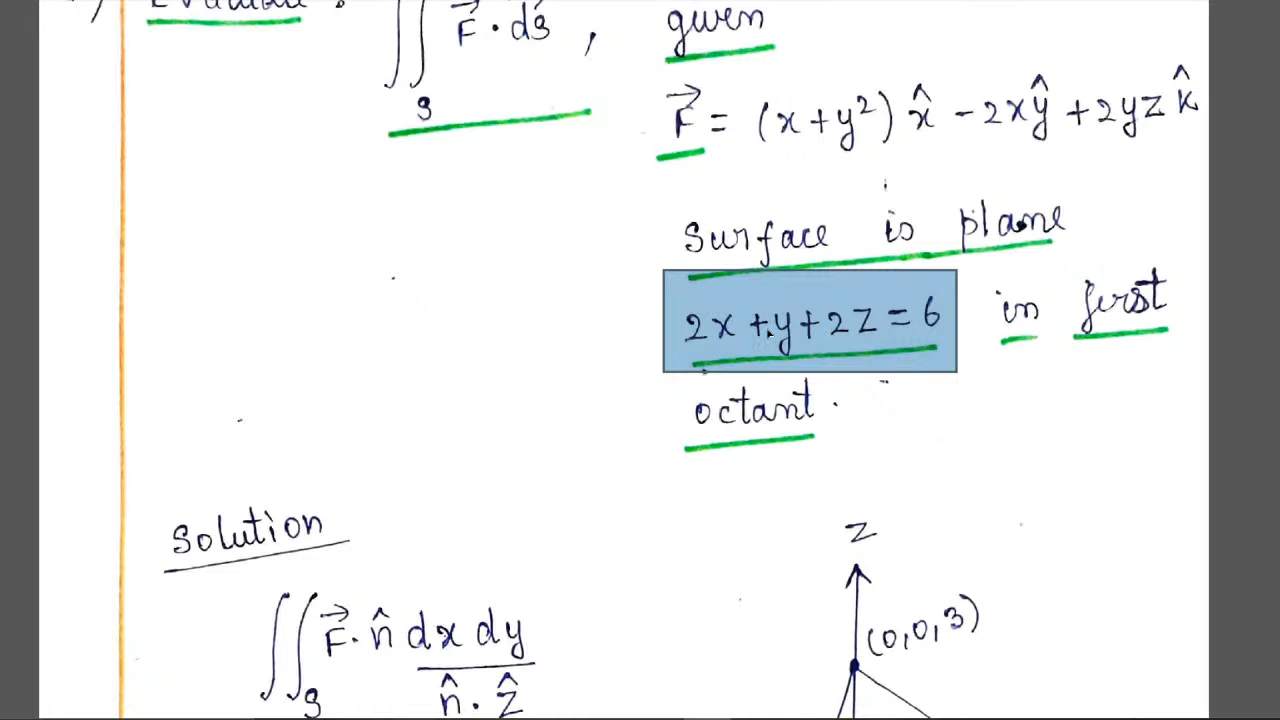 ∬ F⃗ · ds⃗ , given
S
F⃗ = (x+y²) x̂ - 2xŷ + 2yz k̂
Surface is plane
2x + y + 2z = 6 in first
octant.
Solution
z
(0,0,3)
∬ F⃗ · n̂ dx dy
S n̂ · ẑ